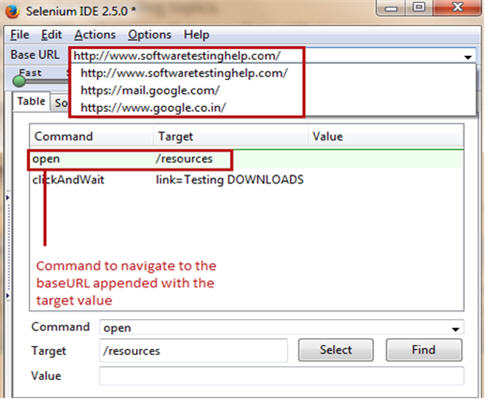 Selenium IDE 2.5.0 *
File Edit Actions Options Help
Base URL http://www.softwaretestinghelp.com/
http://www.softwaretestinghelp.com/
https://mail.google.com/
https://www.google.co.in/
Fast
Table
Command Target Value
open /resources
clickAndWait link=Testing DOWNLOADS
Command to navigate to the
baseURL appended with the
target value
Command open
Target /resources Select Find
Value